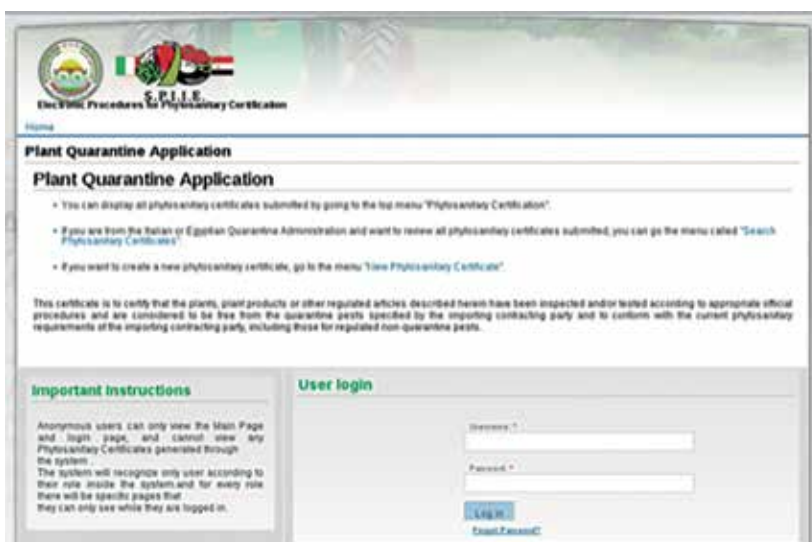 S.P.I.I.E.
Electronic Procedures for Phytosanitary Certification
Home
Plant Quarantine Application
Plant Quarantine Application
• You can display all phytosanitary certificates submitted by going to the top menu "Phytosanitary Certification".
• If you are from the Italian or Egyptian Quarantine Administration and want to review all phytosanitary certificates submitted, you can go the menu called "Search
Phytosanitary Certificates".
• If you want to create a new phytosanitary certificate, go to the menu "New Phytosanitary Certificate".
This certificate is to certify that the plants, plant products or other regulated articles described herein have been inspected and/or tested according to appropriate official
procedures and are considered to be free from the quarantine pests specified by the importing contracting party and to conform with the current phytosanitary
requirements of the importing contracting party, including those for regulated non-quarantine pests.
Important Instructions
Anonymous users can only view the Main Page
and login page, and cannot view any
Phytosanitary Certificates generated through
the system .
The system will recognize only user according to
their role inside the system.and for every role
there will be specific pages that
they can only see while they are logged in.
User login
Username: *
Password: *
Log in
Forgot Password?